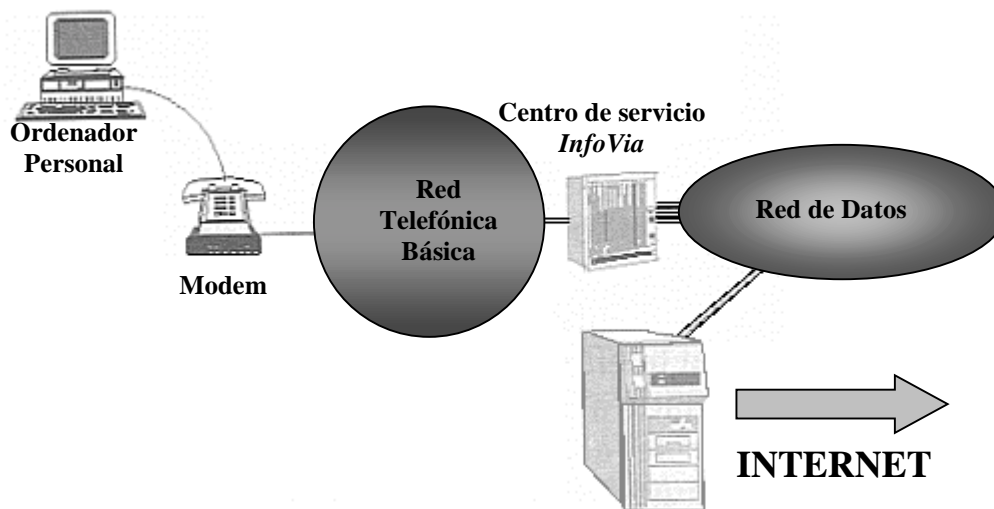 Ordenador
Personal
Modem
Red
Telefónica
Básica
Centro de servicio
InfoVia
Red de Datos
INTERNET